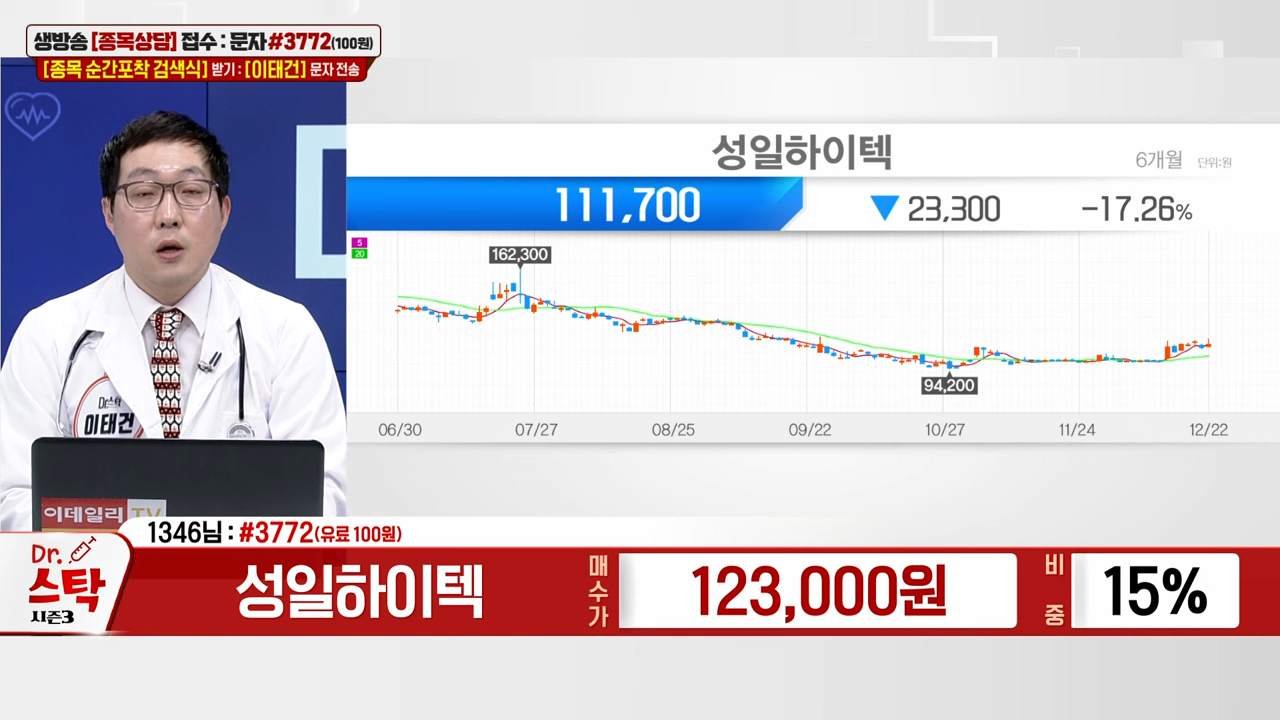 생방송 [종목상담] 접수 : 문자#3772(100원)
[종목 순간포착 검색식] 받기 : [이태건] 문자 전송
성일하이텍
6개월 단위:원
111,700 ▼ 23,300 -17.26%
5
20
162,300
94,200
06/30 07/27 08/25 09/22 10/27 11/24 12/22
Dr.스탁
이태건
이데일리 TV
1346님 : #3772(유료 100원)
Dr.
스탁
시즌3
성일하이텍 매수가 123,000원 비중 15%